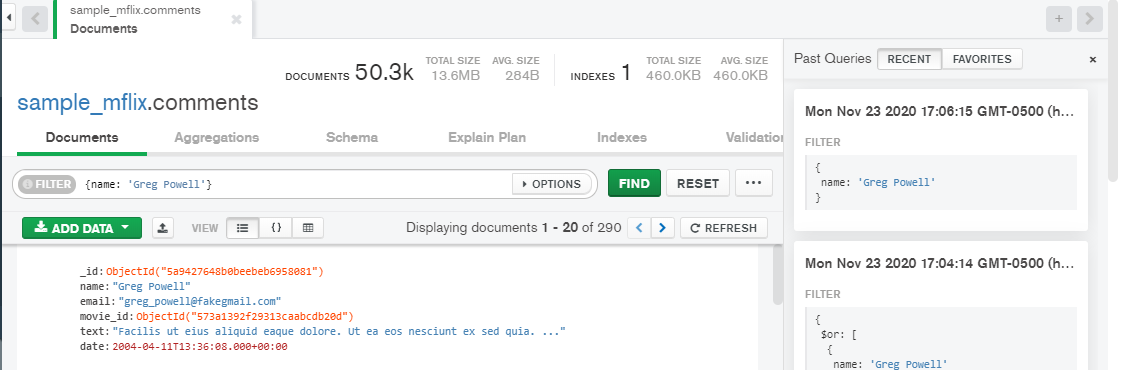 sample_mflix.comments
Documents
DOCUMENTS 50.3k TOTAL SIZE 13.6MB AVG. SIZE 284B INDEXES 1 TOTAL SIZE 460.0KB AVG. SIZE 460.0KB
sample_mflix.comments
Documents Aggregations Schema Explain Plan Indexes Validation
FILTER {name: 'Greg Powell'} OPTIONS FIND RESET ...
ADD DATA VIEW {} Displaying documents 1 - 20 of 290 < > REFRESH
_id: ObjectId("5a9427648b0beebeb6958081")
name: "Greg Powell"
email: "greg_powell@fakegmail.com"
movie_id: ObjectId("573a1392f29313caabcdb20d")
text: "Facilis ut eius aliquid eaque dolore. Ut ea eos nesciunt ex sed quia. ..."
date: 2004-04-11T13:36:08.000+00:00
Past Queries RECENT FAVORITES ×
Mon Nov 23 2020 17:06:15 GMT-0500 (h...
FILTER
{
name: 'Greg Powell'
}
Mon Nov 23 2020 17:04:14 GMT-0500 (h...
FILTER
{
$or: [
{
name: 'Greg Powell'